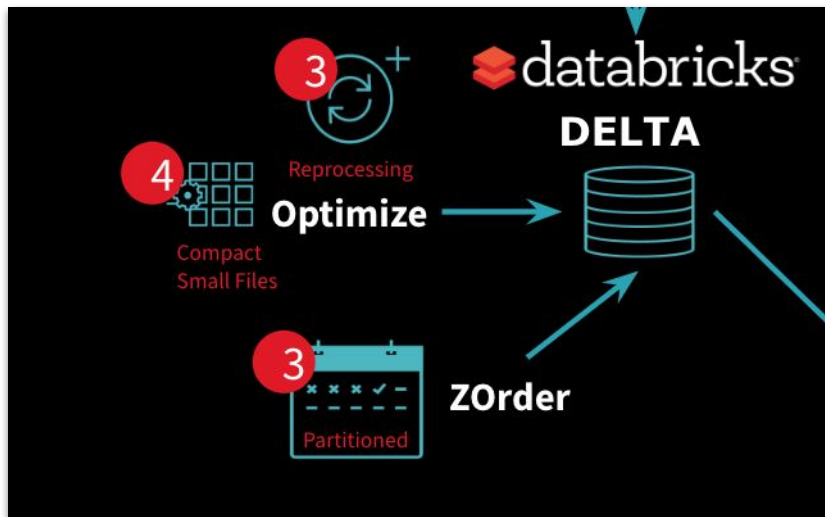 databricks
DELTA
3
Reprocessing
4
Optimize
Compact
Small Files
3
ZOrder
Partitioned